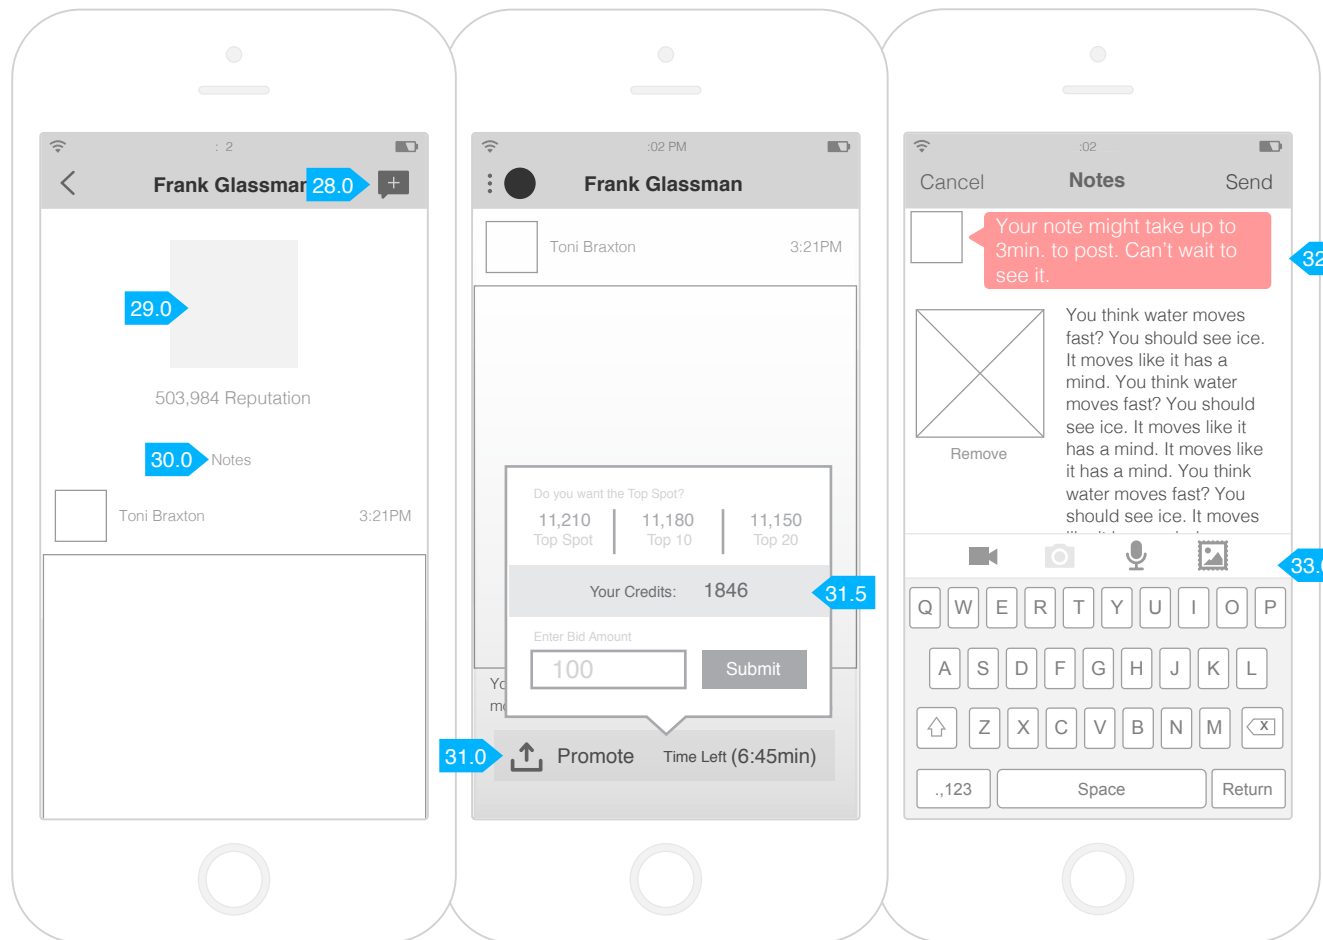 : 2
Frank Glassman
28.0
29.0
503,984 Reputation
30.0
Notes
Toni Braxton
3:21PM
:02 PM
Frank Glassman
Toni Braxton
3:21PM
Do you want the Top Spot?
11,210
Top Spot
11,180
Top 10
11,150
Top 20
Your Credits: 1846
31.5
Enter Bid Amount
100
Submit
31.0
Promote
Time Left (6:45min)
:02
Cancel
Notes
Send
Your note might take up to
3min. to post. Can't wait to
see it.
32
You think water moves
fast? You should see ice.
It moves like it has a
mind. You think water
moves fast? You should
see ice. It moves like it
has a mind. It moves like
it has a mind. You think
water moves fast? You
should see ice. It moves
Remove
33.0
Q W E R T Y U I O P
A S D F G H J K L
Z X C V B N M X
.,123
Space
Return